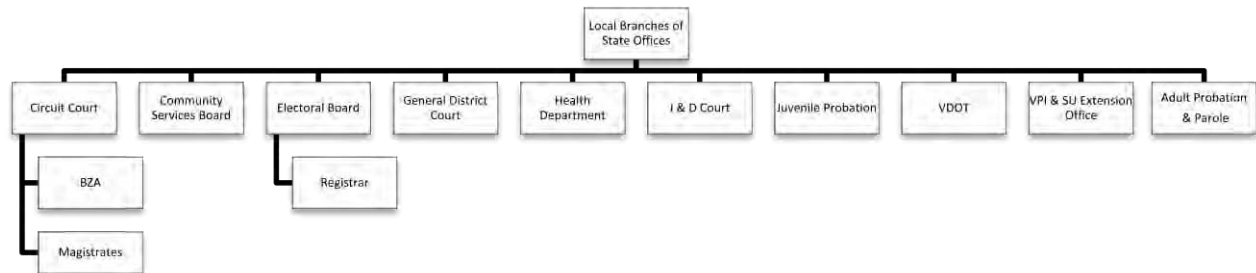 Local Branches of
State Offices
Circuit Court
Community
Services Board
Electoral Board
General District
Court
Health
Department
J & D Court
Juvenile Probation
VDOT
VPI & SU Extension
Office
Adult Probation
& Parole
BZA
Registrar
Magistrates